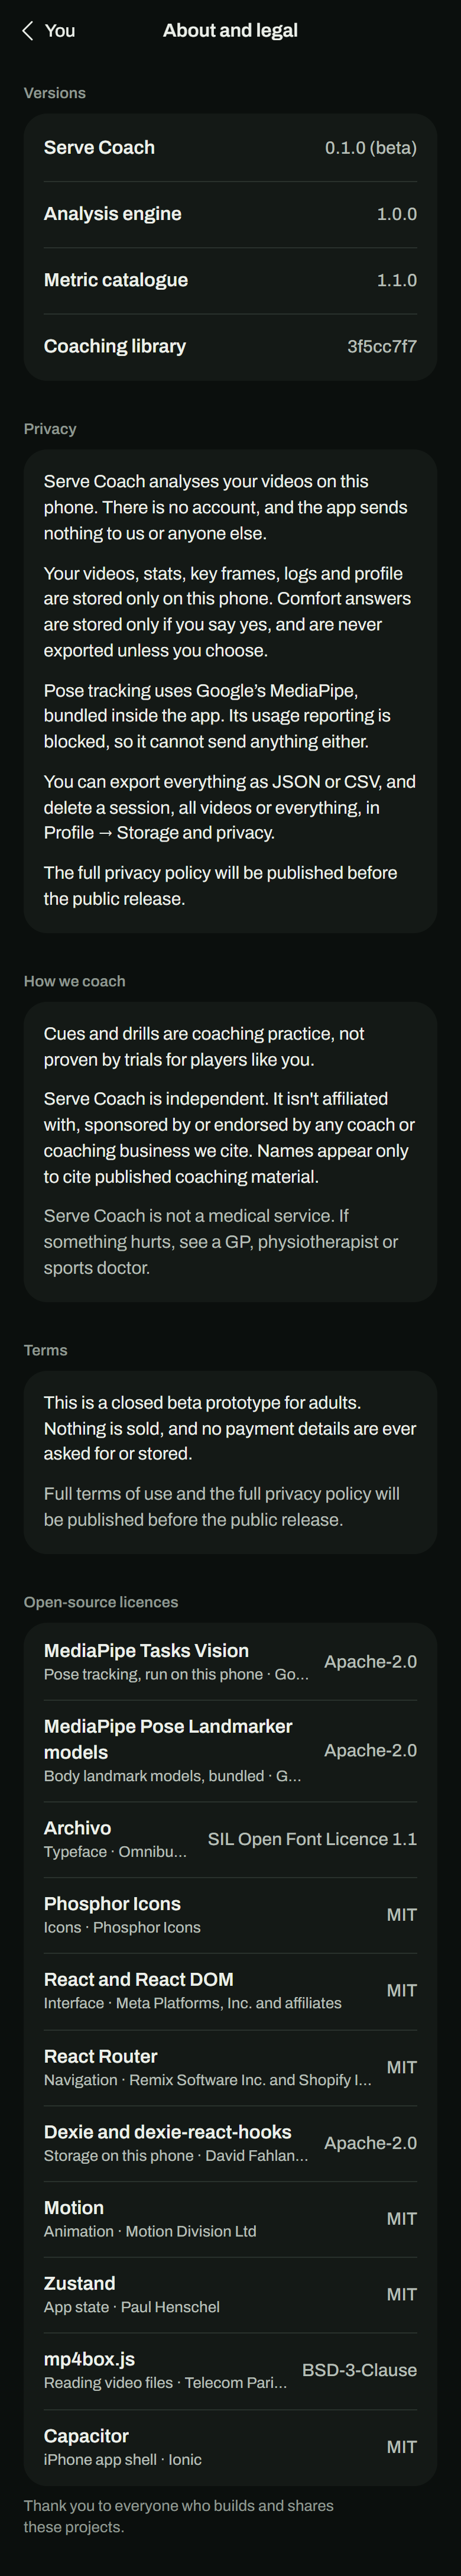 You
About and legal
Versions
Serve Coach
0.1.0 (beta)
Analysis engine
1.0.0
Metric catalogue
1.1.0
Coaching library
3f5cc7f7
Privacy
Serve Coach analyses your videos on this
phone. There is no account, and the app sends
nothing to us or anyone else.
Your videos, stats, key frames, logs and profile
are stored only on this phone. Comfort answers
are stored only if you say yes, and are never
exported unless you choose.
Pose tracking uses Google’s MediaPipe,
bundled inside the app. Its usage reporting is
blocked, so it cannot send anything either.
You can export everything as JSON or CSV, and
delete a session, all videos or everything, in
Profile → Storage and privacy.
The full privacy policy will be published before
the public release.
How we coach
Cues and drills are coaching practice, not
proven by trials for players like you.
Serve Coach is independent. It isn't affiliated
with, sponsored by or endorsed by any coach or
coaching business we cite. Names appear only
to cite published coaching material.
Serve Coach is not a medical service. If
something hurts, see a GP, physiotherapist or
sports doctor.
Terms
This is a closed beta prototype for adults.
Nothing is sold, and no payment details are ever
asked for or stored.
Full terms of use and the full privacy policy will
be published before the public release.
Open-source licences
MediaPipe Tasks Vision
Pose tracking, run on this phone · Go...
Apache-2.0
MediaPipe Pose Landmarker
models
Body landmark models, bundled · G...
Apache-2.0
Archivo
Typeface · Omnibu...
SIL Open Font Licence 1.1
Phosphor Icons
Icons · Phosphor Icons
MIT
React and React DOM
Interface · Meta Platforms, Inc. and affiliates
MIT
React Router
Navigation · Remix Software Inc. and Shopify I...
MIT
Dexie and dexie-react-hooks
Storage on this phone · David Fahlan...
Apache-2.0
Motion
Animation · Motion Division Ltd
MIT
Zustand
App state · Paul Henschel
MIT
mp4box.js
Reading video files · Telecom Pari...
BSD-3-Clause
Capacitor
iPhone app shell · Ionic
MIT
Thank you to everyone who builds and shares
these projects.